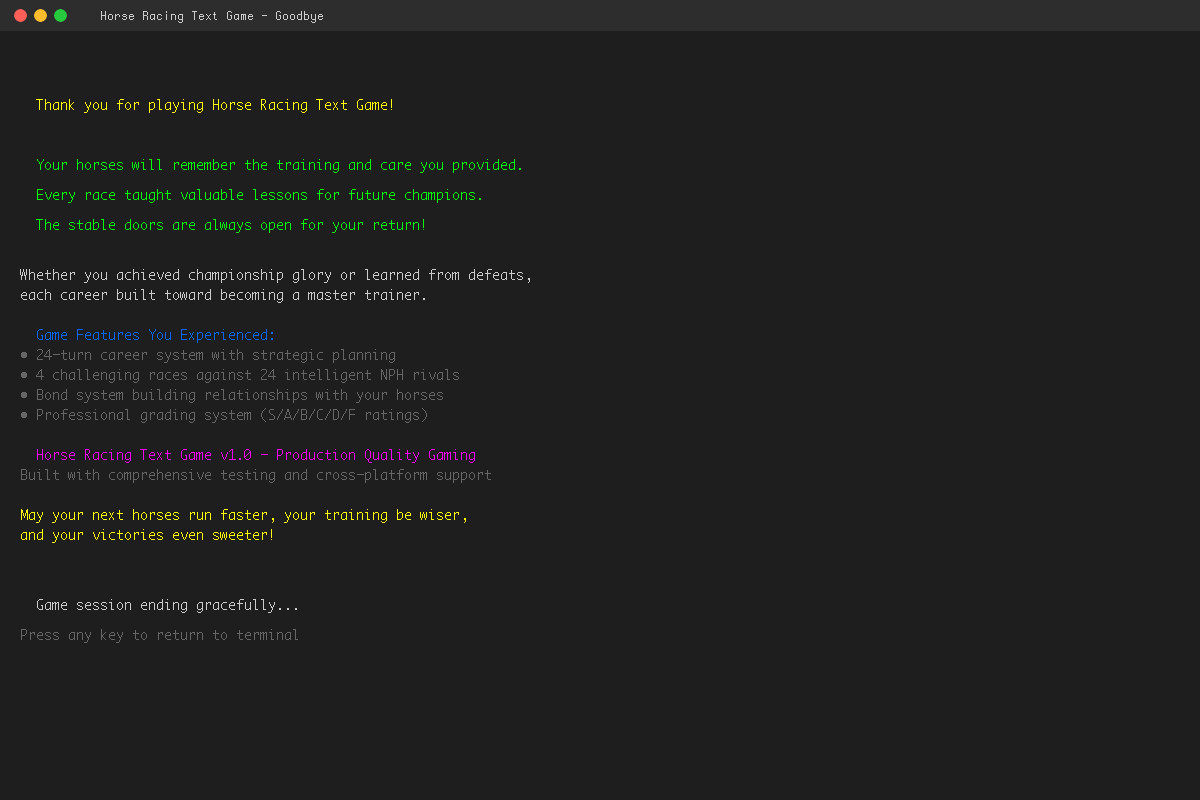 Horse Racing Text Game - Goodbye
Thank you for playing Horse Racing Text Game!
Your horses will remember the training and care you provided.
Every race taught valuable lessons for future champions.
The stable doors are always open for your return!
Whether you achieved championship glory or learned from defeats,
each career built toward becoming a master trainer.
Game Features You Experienced:
• 24-turn career system with strategic planning
• 4 challenging races against 24 intelligent NPH rivals
• Bond system building relationships with your horses
• Professional grading system (S/A/B/C/D/F ratings)
Horse Racing Text Game v1.0 - Production Quality Gaming
Built with comprehensive testing and cross-platform support
May your next horses run faster, your training be wiser,
and your victories even sweeter!
Game session ending gracefully...
Press any key to return to terminal